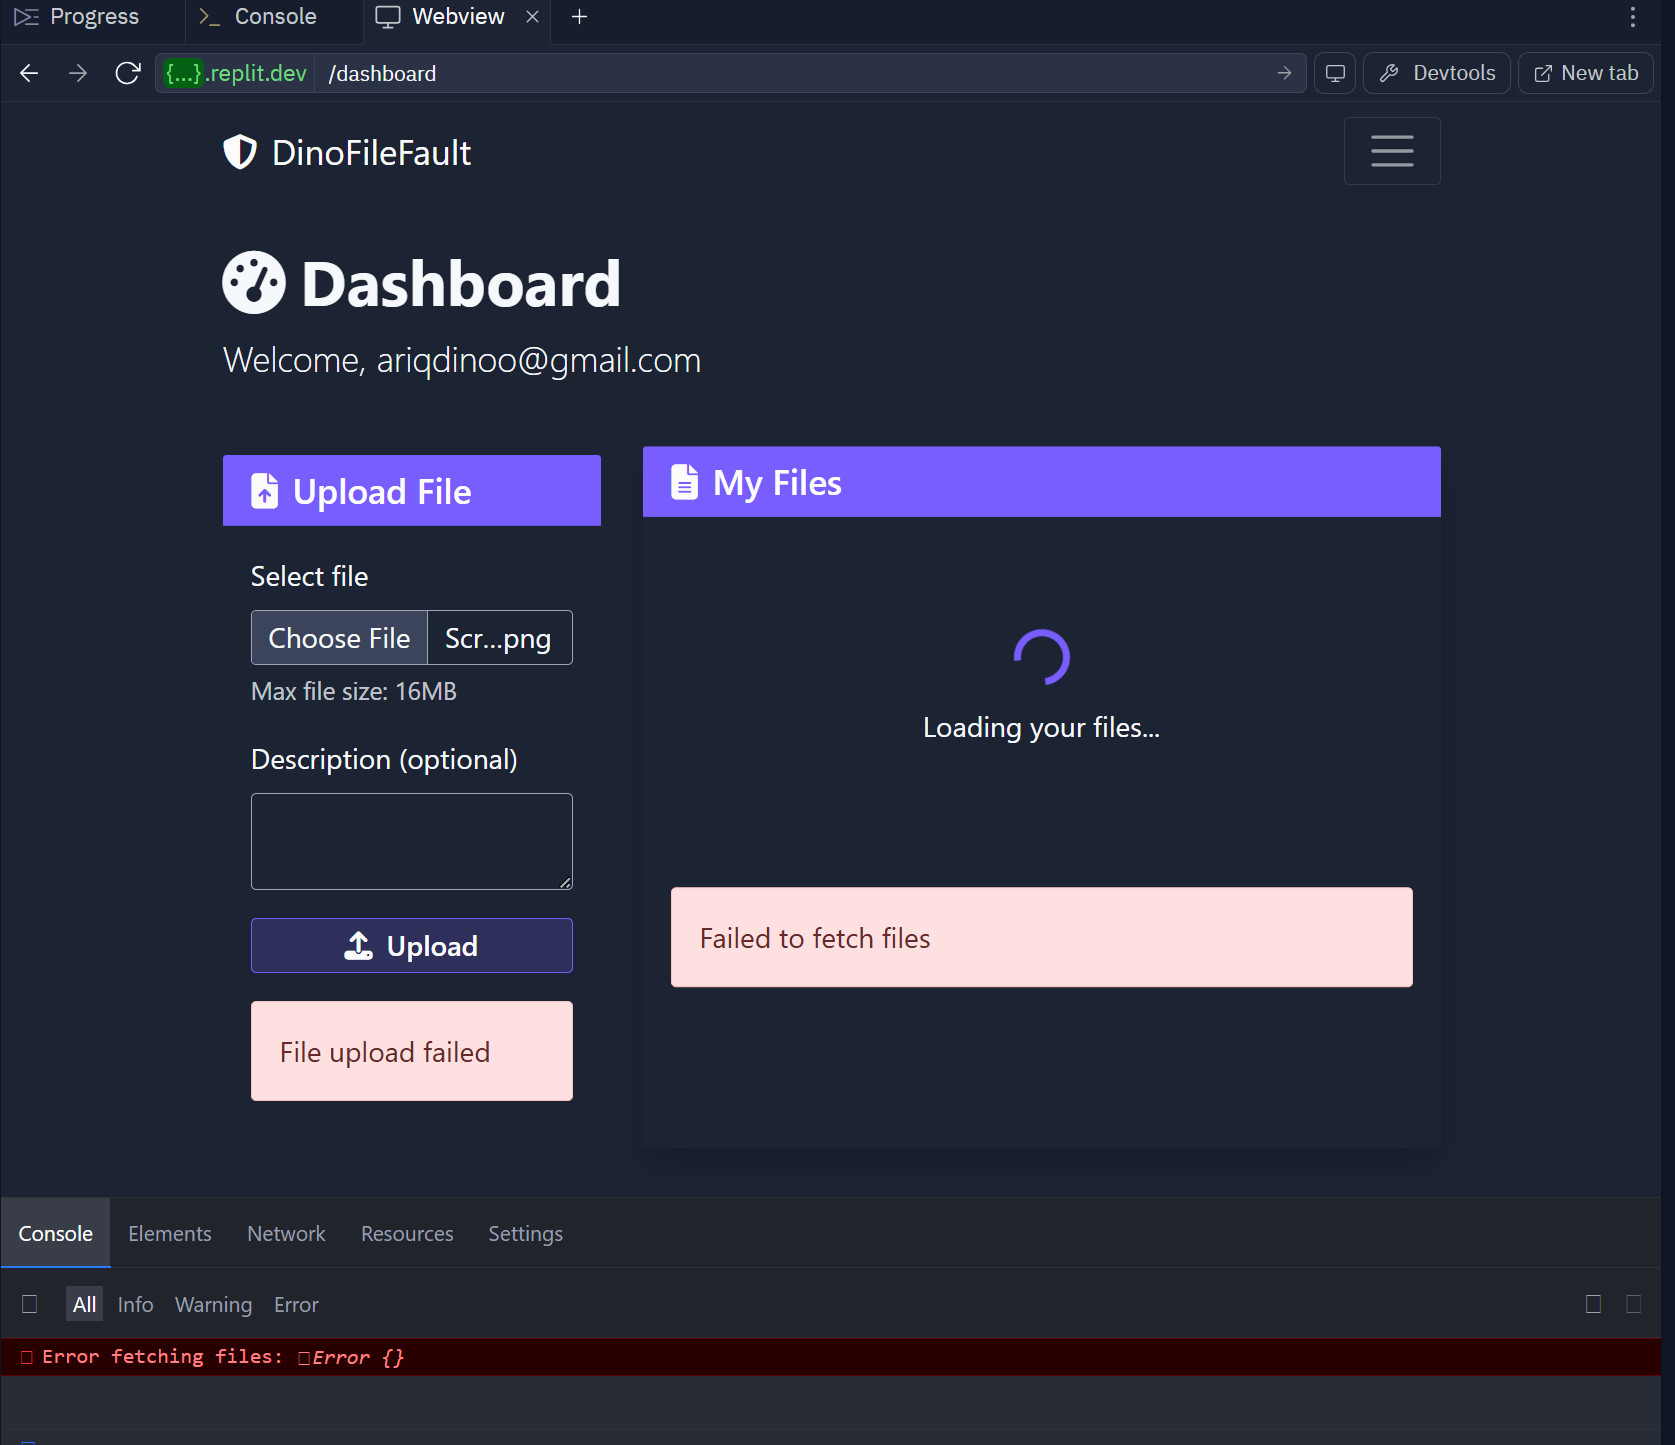 Progress
Console
Webview
{...}.replit.dev /dashboard
Devtools
New tab
DinoFileFault
Dashboard
Welcome, ariqdinoo@gmail.com
Upload File
Select file
Choose File Scr...png
Max file size: 16MB
Description (optional)
Upload
File upload failed
My Files
Loading your files...
Failed to fetch files
Console Elements Network Resources Settings
All Info Warning Error
Error fetching files: Error {}